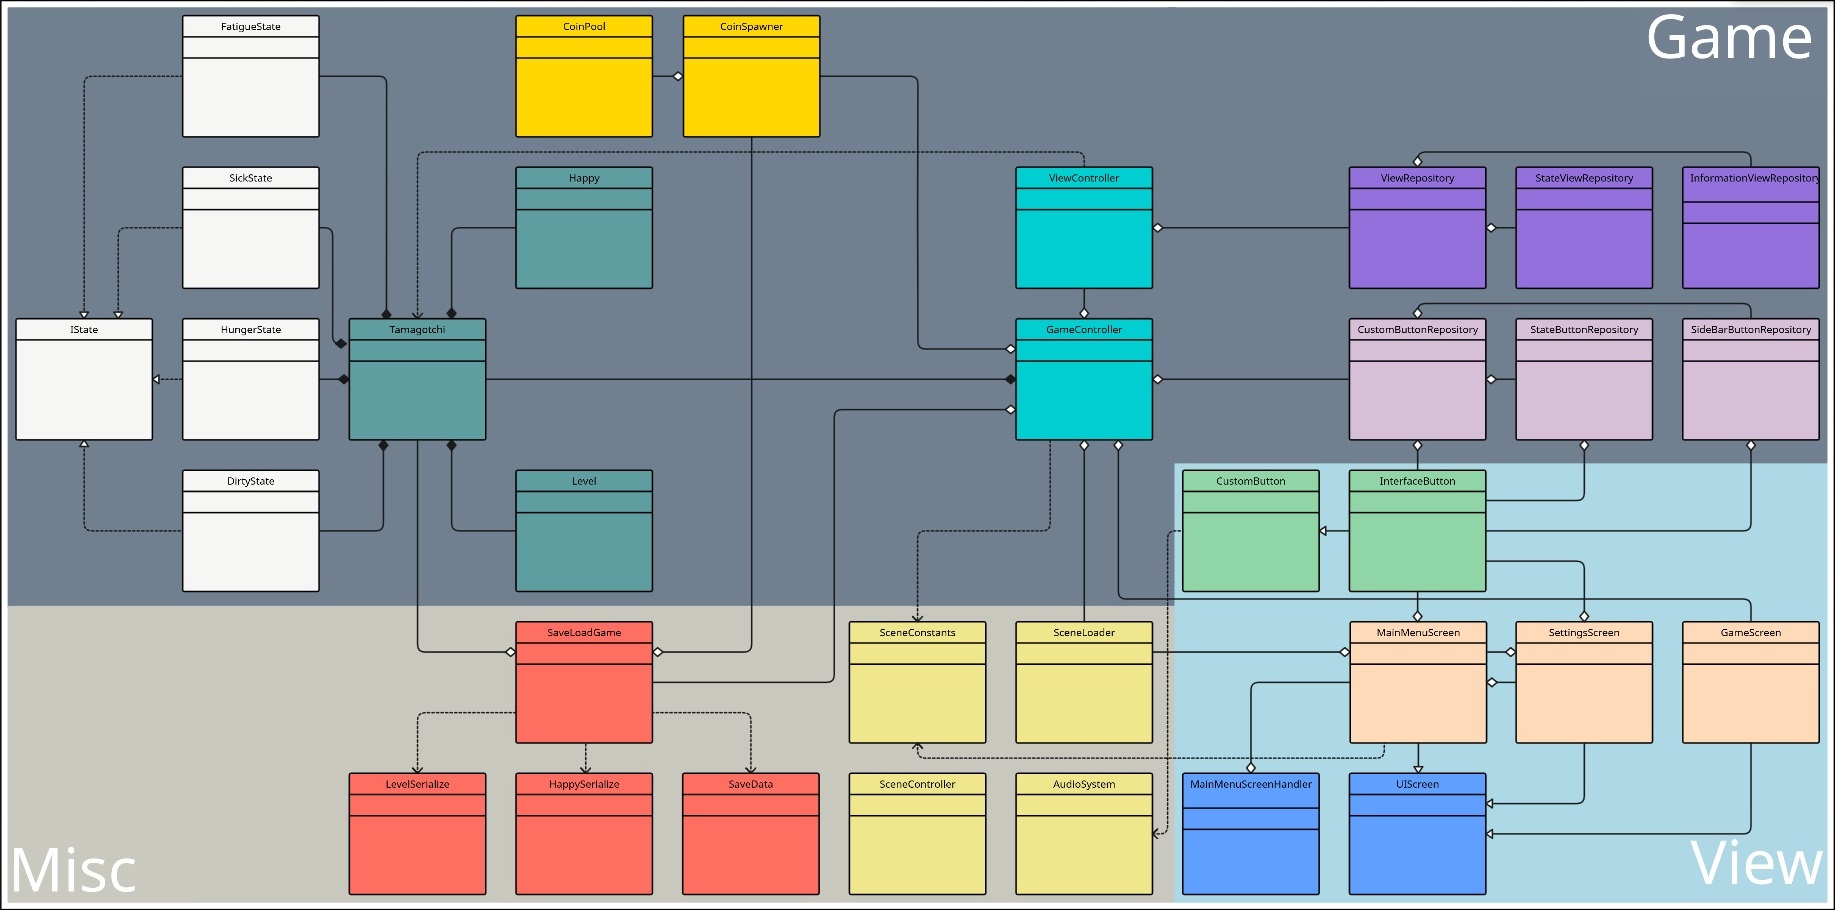 Game
FatigueState
CoinPool
CoinSpawner
SickState
Happy
ViewController
ViewRepository
StateViewRepository
InformationViewRepository
IState
HungerState
Tamagotchi
GameController
CustomButtonRepository
StateButtonRepository
SideBarButtonRepository
DirtyState
Level
CustomButton
InterfaceButton
SaveLoadGame
SceneConstants
SceneLoader
MainMenuScreen
SettingsScreen
GameScreen
LevelSerialize
HappySerialize
SaveData
SceneController
AudioSystem
MainMenuScreenHandler
UIScreen
Misc
View